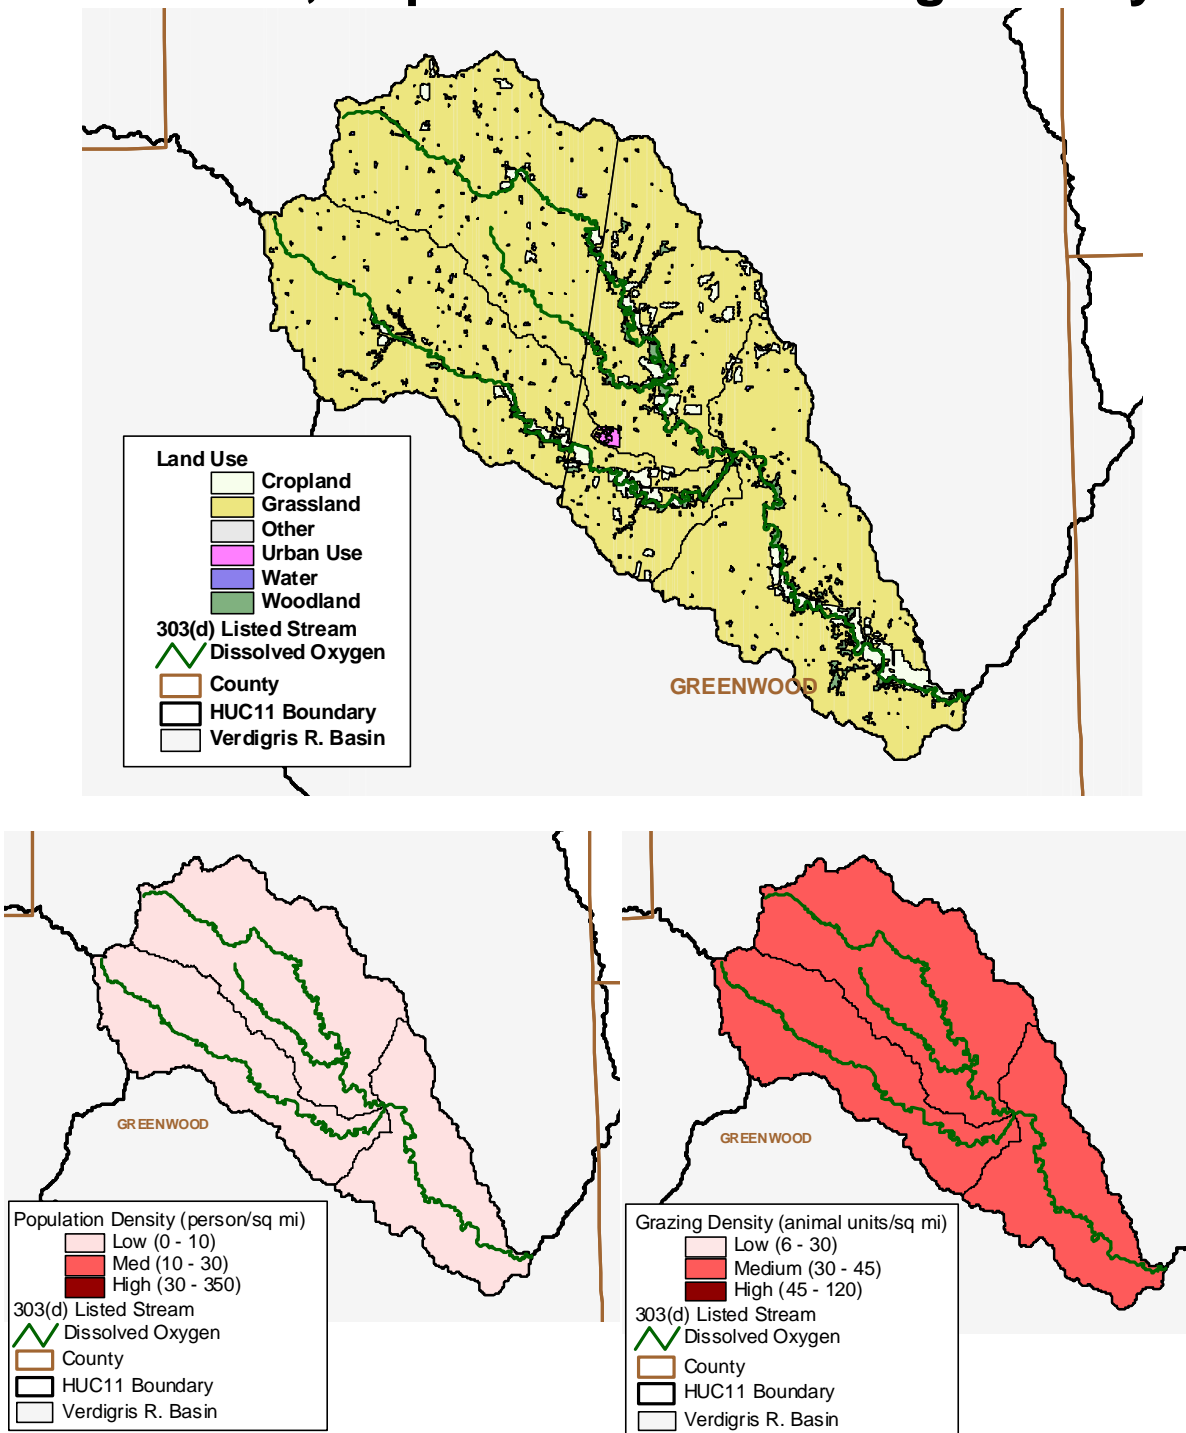 Land Use
Cropland
Grassland
Other
Urban Use
Water
Woodland
303(d) Listed Stream
Dissolved Oxygen
County
HUC11 Boundary
Verdigris R. Basin
GREENWOOD
GREENWOOD
Population Density (person/sq mi)
Low (0 - 10)
Med (10 - 30)
High (30 - 350)
303(d) Listed Stream
Dissolved Oxygen
County
HUC11 Boundary
Verdigris R. Basin
GREENWOOD
Grazing Density (animal units/sq mi)
Low (6 - 30)
Medium (30 - 45)
High (45 - 120)
303(d) Listed Stream
Dissolved Oxygen
County
HUC11 Boundary
Verdigris R. Basin